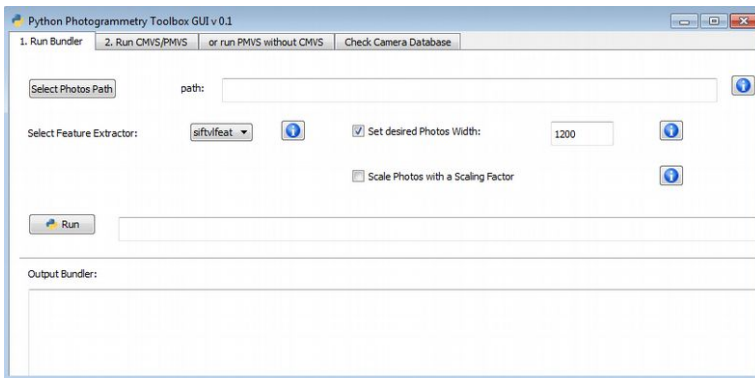 Python Photogrammetry Toolbox GUI v 0.1
1. Run Bundler 2. Run CMVS/PMVS or run PMVS without CMVS Check Camera Database
Select Photos Path path:
Select Feature Extractor: siftvlfeat Set desired Photos Width: 1200
Scale Photos with a Scaling Factor
Run
Output Bundler: